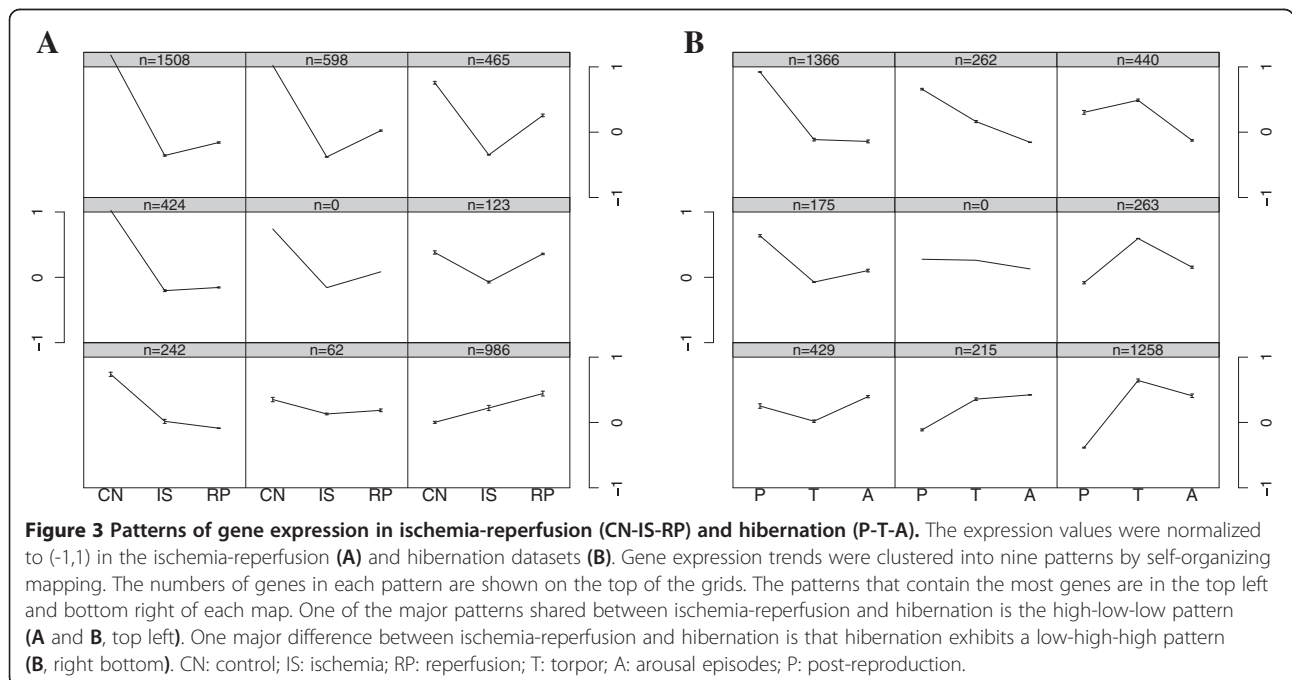 A
B
n=1508 n=598 n=465
n=1366 n=262 n=440
1
0
−1
1
0
−1
n=424 n=0 n=123
n=175 n=0 n=263
1
0
−1
1
0
−1
n=242 n=62 n=986
n=429 n=215 n=1258
1
0
−1
1
0
−1
CN IS RP CN IS RP CN IS RP
P T A P T A P T A
Figure 3 Patterns of gene expression in ischemia-reperfusion (CN-IS-RP) and hibernation (P-T-A). The expression values were normalized
to (-1,1) in the ischemia-reperfusion (A) and hibernation datasets (B). Gene expression trends were clustered into nine patterns by self-organizing
mapping. The numbers of genes in each pattern are shown on the top of the grids. The patterns that contain the most genes are in the top left
and bottom right of each map. One of the major patterns shared between ischemia-reperfusion and hibernation is the high-low-low pattern
(A and B, top left). One major difference between ischemia-reperfusion and hibernation is that hibernation exhibits a low-high-high pattern
(B, right bottom). CN: control; IS: ischemia; RP: reperfusion; T: torpor; A: arousal episodes; P: post-reproduction.